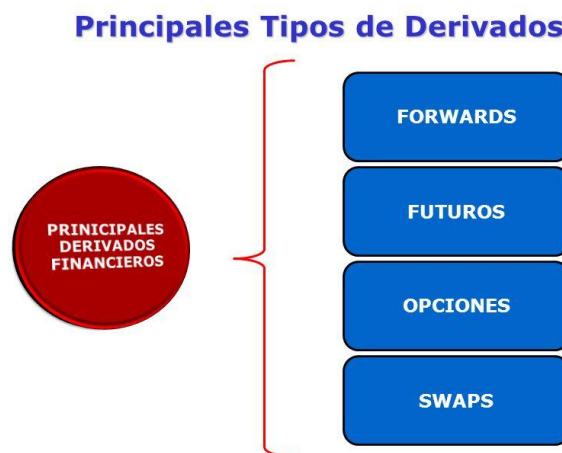 Principales Tipos de Derivados
PRINICIPALES
DERIVADOS
FINANCIEROS
FORWARDS
FUTUROS
OPCIONES
SWAPS